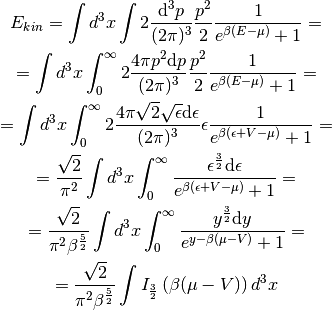 $E_{kin} = \int d^3x \int 2 \frac{\mathrm{d}^3p}{(2\pi)^3} \frac{p^2}{2} \frac{1}{e^{\beta(E-\mu)}+1} =$
$= \int d^3x \int_0^\infty 2 \frac{4\pi p^2 \mathrm{d}p}{(2\pi)^3} \frac{p^2}{2} \frac{1}{e^{\beta(E-\mu)}+1} =$
$= \int d^3x \int_0^\infty 2 \frac{4\pi\sqrt{2}\sqrt{\epsilon}\mathrm{d}\epsilon}{(2\pi)^3} \epsilon \frac{1}{e^{\beta(\epsilon+V-\mu)}+1} =$
$= \frac{\sqrt{2}}{\pi^2} \int d^3x \int_0^\infty \frac{\epsilon^{\frac{3}{2}} \mathrm{d}\epsilon}{e^{\beta(\epsilon+V-\mu)}+1} =$
$= \frac{\sqrt{2}}{\pi^2 \beta^{\frac{5}{2}}} \int d^3x \int_0^\infty \frac{y^{\frac{3}{2}} \mathrm{d}y}{e^{y-\beta(\mu-V)}+1} =$
$= \frac{\sqrt{2}}{\pi^2 \beta^{\frac{5}{2}}} \int I_{\frac{3}{2}} \left(\beta(\mu-V)\right) d^3x$